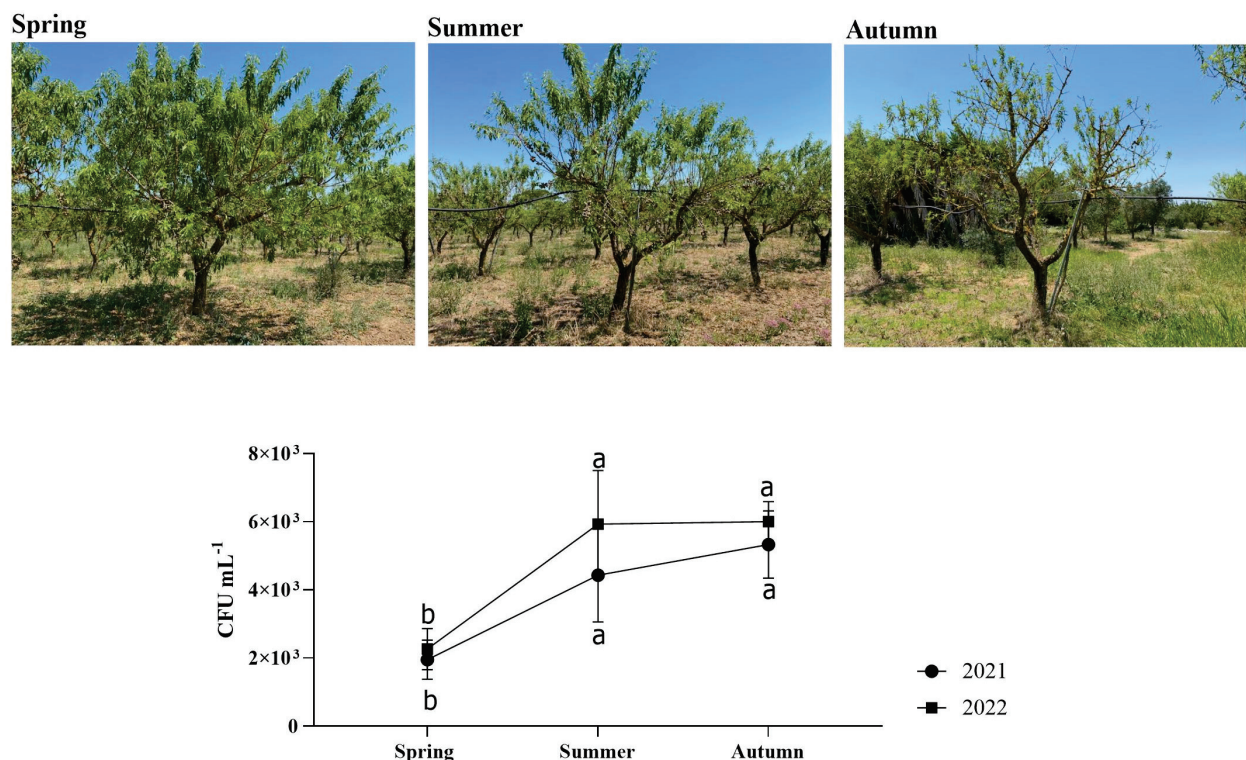 Spring
Summer
Autumn
8×10³
6×10³
4×10³
2×10³
0
CFU mL⁻¹
b
b
a
a
a
a
Spring
Summer
Autumn
2021
2022